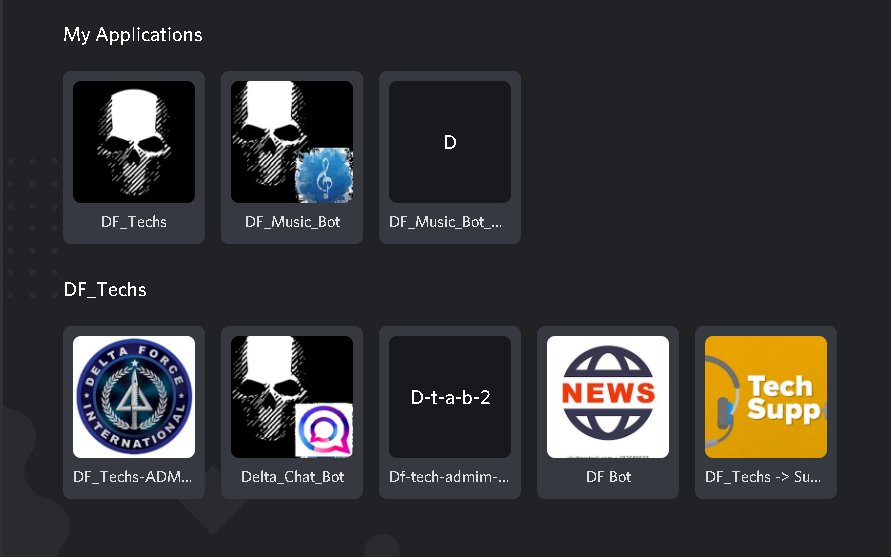 My Applications
D
DF_Techs
DF_Music_Bot
DF_Music_Bot_...
DF_Techs
DELTA FORCE
INTERNATIONAL
D-t-a-b-2
NEWS
Tech
Supp
DF_Techs-ADM...
Delta_Chat_Bot
Df-tech-admim-...
DF Bot
DF_Techs -> Su...